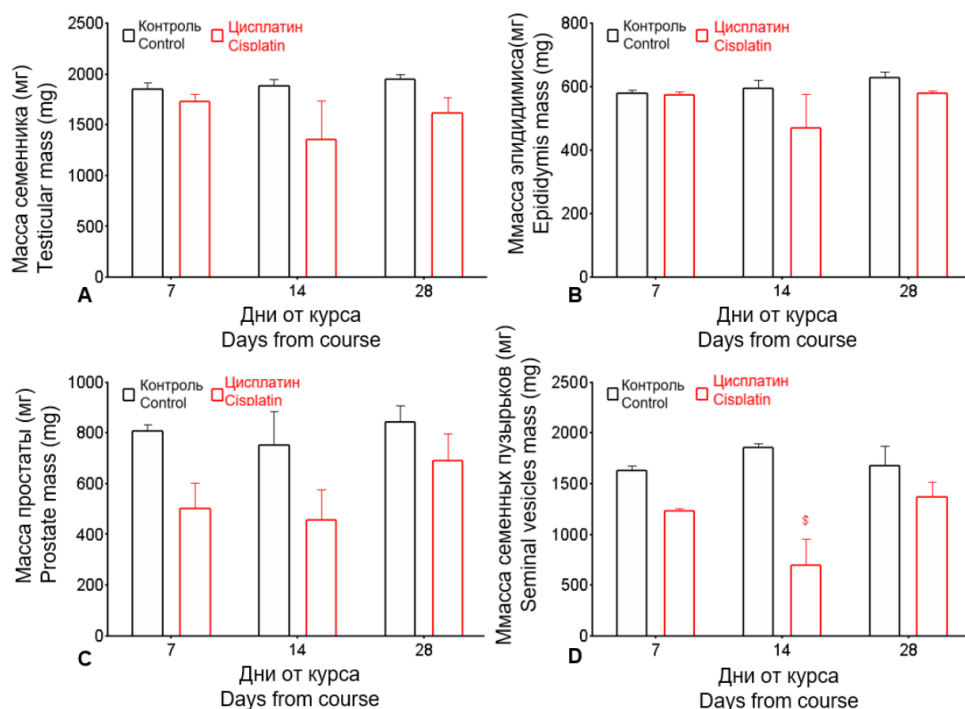 Масса семенника (мг)
Testicular mass (mg)
2500
2000
1500
1000
500
0
Контроль
Control
Цисплатин
Cisplatin
7
14
28
A
Дни от курса
Days from course
Ммасса эпидидимиса(мг)
Epididymis mass (mg)
800
600
400
200
0
Контроль
Control
Цисплатин
Cisplatin
7
14
28
B
Дни от курса
Days from course
Масса простаты (мг)
Prostate mass (mg)
1000
800
600
400
200
0
Контроль
Control
Цисплатин
Cisplatin
7
14
28
C
Дни от курса
Days from course
Ммасса семенных пузырьков (мг)
Seminal vesicles mass (mg)
2500
2000
1500
1000
500
0
Контроль
Control
Цисплатин
Cisplatin
$
7
14
28
D
Дни от курса
Days from course